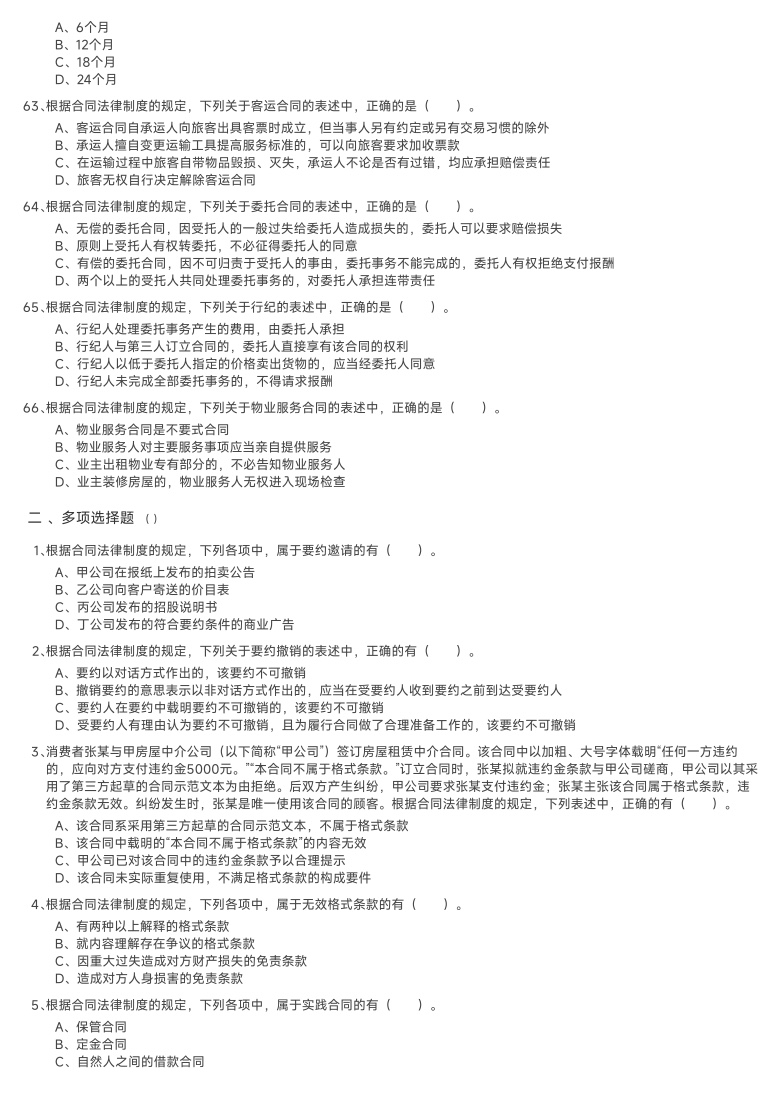 A、6个月
B、12个月
C、18个月
D、24个月
63、根据合同法律制度的规定，下列关于客运合同的表述中，正确的是（　　）。
A、客运合同自承运人向旅客出具客票时成立，但当事人另有约定或另有交易习惯的除外
B、承运人擅自变更运输工具提高服务标准的，可以向旅客要求加收票款
C、在运输过程中旅客自带物品毁损、灭失，承运人不论是否有过错，均应承担赔偿责任
D、旅客无权自行决定解除客运合同
64、根据合同法律制度的规定，下列关于委托合同的表述中，正确的是（　　）。
A、无偿的委托合同，因受托人的一般过失给委托人造成损失的，委托人可以要求赔偿损失
B、原则上受托人有权转委托，不必征得委托人的同意
C、有偿的委托合同，因不可归责于受托人的事由，委托事务不能完成的，委托人有权拒绝支付报酬
D、两个以上的受托人共同处理委托事务的，对委托人承担连带责任
65、根据合同法律制度的规定，下列关于行纪的表述中，正确的是（　　）。
A、行纪人处理委托事务产生的费用，由委托人承担
B、行纪人与第三人订立合同的，委托人直接享有该合同的权利
C、行纪人以低于委托人指定的价格卖出货物的，应当经委托人同意
D、行纪人未完成全部委托事务的，不得请求报酬
66、根据合同法律制度的规定，下列关于物业服务合同的表述中，正确的是（　　）。
A、物业服务合同是不要式合同
B、物业服务人对主要服务事项应当亲自提供服务
C、业主出租物业专有部分的，不必告知物业服务人
D、业主装修房屋的，物业服务人无权进入现场检查
二 、多项选择题 （ ）
1、根据合同法律制度的规定，下列各项中，属于要约邀请的有（　　）。
A、甲公司在报纸上发布的拍卖公告
B、乙公司向客户寄送的价目表
C、丙公司发布的招股说明书
D、丁公司发布的符合要约条件的商业广告
2、根据合同法律制度的规定，下列关于要约撤销的表述中，正确的有（　　）。
A、要约以对话方式作出的，该要约不可撤销
B、撤销要约的意思表示以非对话方式作出的，应当在受要约人收到要约之前到达受要约人
C、要约人在要约中载明要约不可撤销的，该要约不可撤销
D、受要约人有理由认为要约不可撤销，且为履行合同做了合理准备工作的，该要约不可撤销
3、消费者张某与甲房屋中介公司（以下简称“甲公司”）签订房屋租赁中介合同。该合同中以加粗、大号字体载明“任何一方违约
的，应向对方支付违约金5000元。”“本合同不属于格式条款。”订立合同时，张某拟就违约金条款与甲公司磋商，甲公司以其采
用了第三方起草的合同示范文本为由拒绝。后双方产生纠纷，甲公司要求张某支付违约金；张某主张该合同属于格式条款，违
约金条款无效。纠纷发生时，张某是唯一使用该合同的顾客。根据合同法律制度的规定，下列表述中，正确的有（　　）。
A、该合同系采用第三方起草的合同示范文本，不属于格式条款
B、该合同中载明的“本合同不属于格式条款”的内容无效
C、甲公司已对该合同中的违约金条款予以合理提示
D、该合同未实际重复使用，不满足格式条款的构成要件
4、根据合同法律制度的规定，下列各项中，属于无效格式条款的有（　　）。
A、有两种以上解释的格式条款
B、就内容理解存在争议的格式条款
C、因重大过失造成对方财产损失的免责条款
D、造成对方人身损害的免责条款
5、根据合同法律制度的规定，下列各项中，属于实践合同的有（　　）。
A、保管合同
B、定金合同
C、自然人之间的借款合同